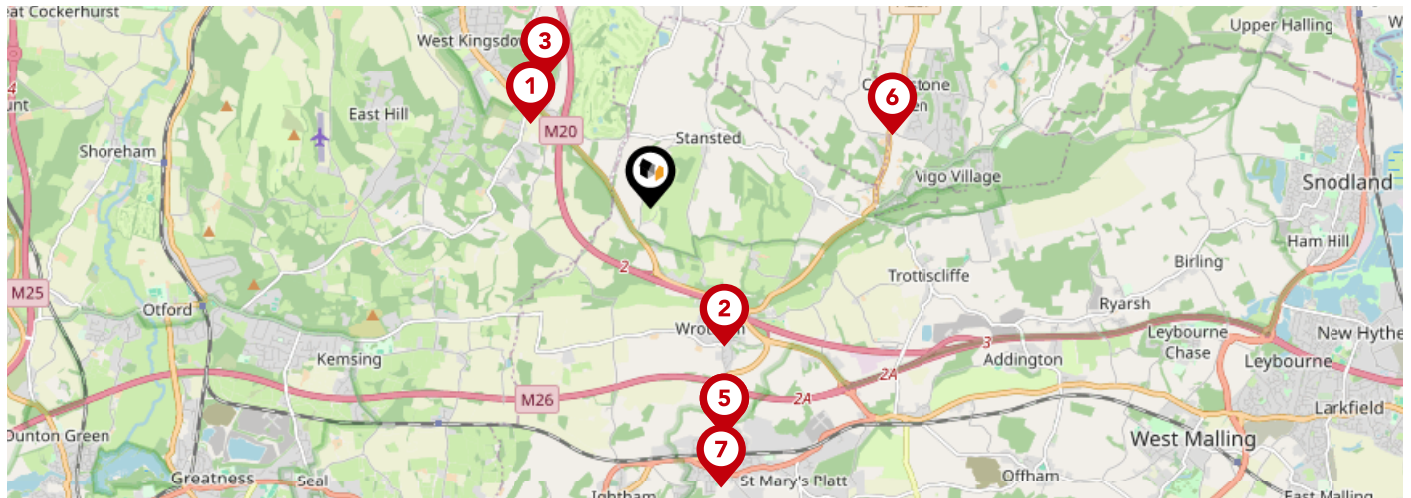 eat Cockerhurst
West Kingsdo
3
Upper Halling
1
6
East Hill
M20
Stansted
Shoreham
Vigo Village
Snodland
Ham Hill
Birling
2
Trottiscliffe
M25
Otford
2
Wro
Ryarsh
3
Addington
Leybourne
Chase
New Hythe
Leybourne
Kemsing
2A
M26
5
2A
Larkfield
Dunton Green
7
West Malling
Greatness
Seal
St Mary's Platt
Offham
Ightham
East Malling